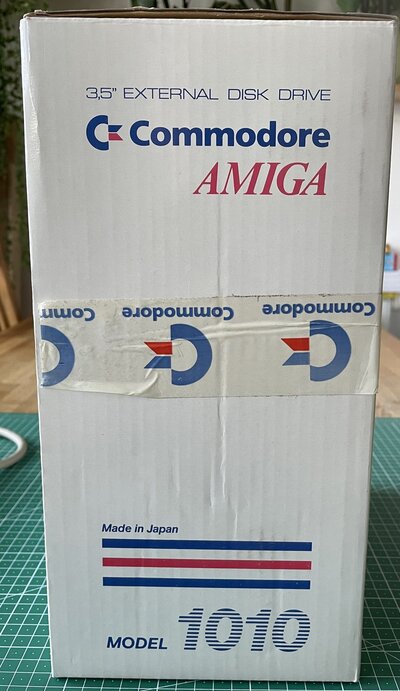 3,5" EXTERNAL DISK DRIVE
Commodore
AMIGA
Commodore Commodore
Made in Japan
MODEL 1010